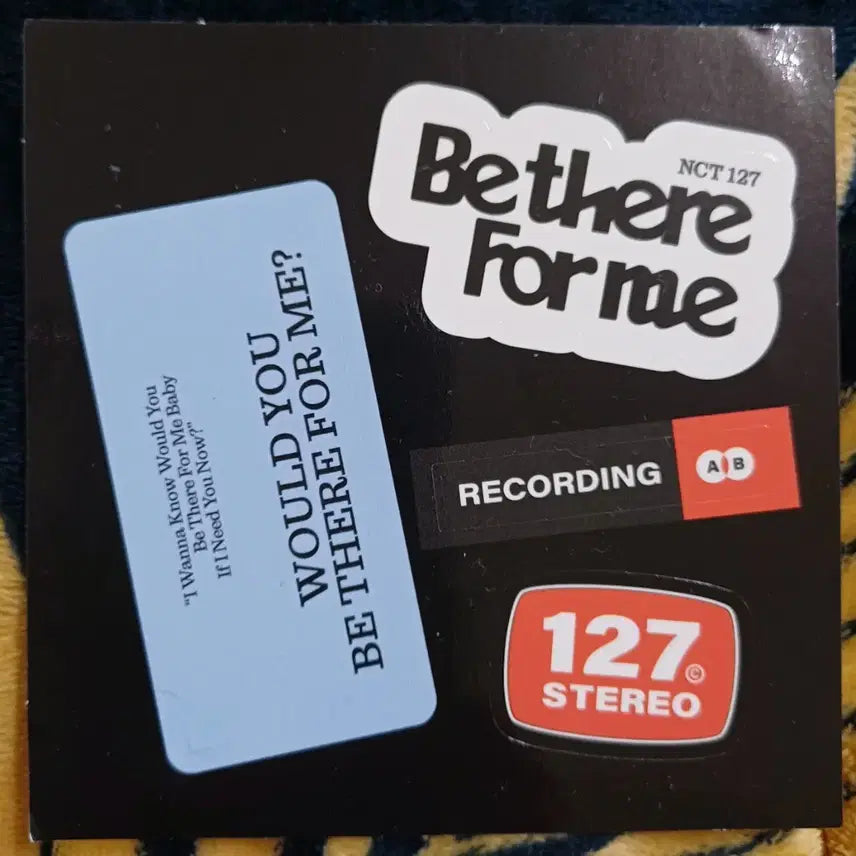 NCT 127
Be there
For me
"I Wanna Know Would You
Be There For Me Baby
If I Need You Now?"
WOULD YOU
BE THERE FOR ME?
RECORDING
A B
127©
STEREO